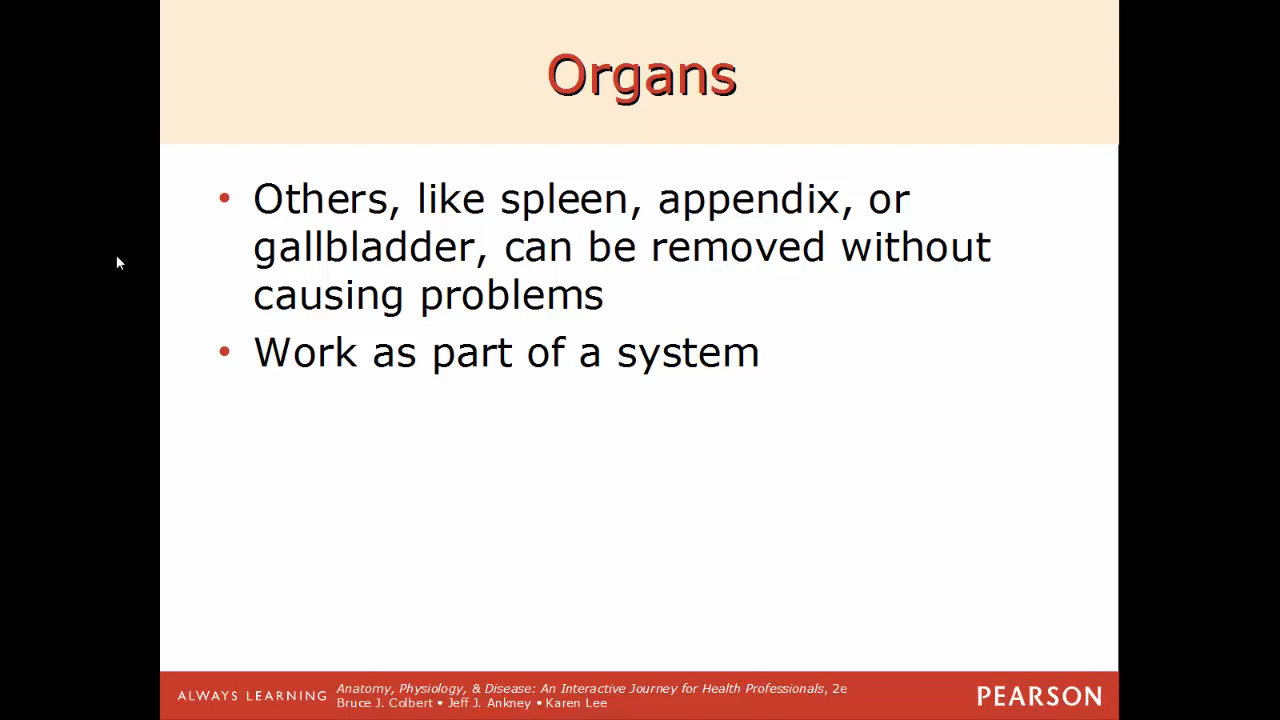 Organs
• Others, like spleen, appendix, or
gallbladder, can be removed without
causing problems
• Work as part of a system
ALWAYS LEARNING
Anatomy, Physiology, & Disease: An Interactive Journey for Health Professionals, 2e
Bruce J. Colbert • Jeff J. Ankney • Karen Lee
PEARSON